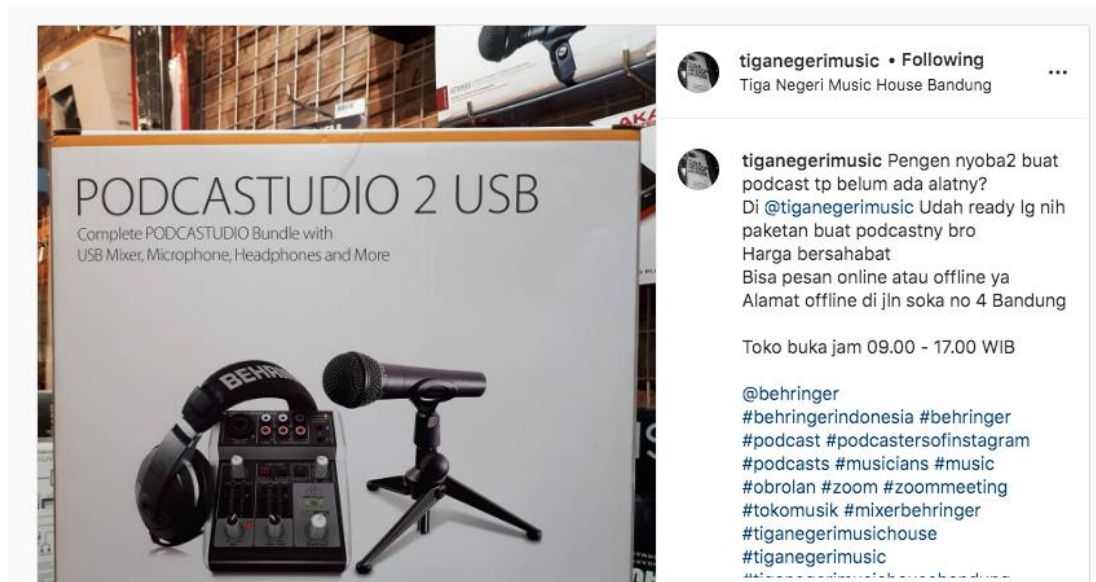 PODCASTUDIO 2 USB
Complete PODCASTUDIO Bundle with
USB Mixer, Microphone, Headphones and More
BEHRIN
AKA
tiganegerimusic • Following
Tiga Negeri Music House Bandung
tiganegerimusic Pengen nyoba2 buat
podcast tp belum ada alatny?
Di @tiganegerimusic Udah ready lg nih
paketan buat podcastny bro
Harga bersahabat
Bisa pesan online atau offline ya
Alamat offline di jln soka no 4 Bandung
Toko buka jam 09.00 - 17.00 WIB
@behringer
#behringerindonesia #behringer
#podcast #podcastersofinstagram
#podcasts #musicians #music
#obrolan #zoom #zoommeeting
#tokomusik #mixerbehringer
#tiganegerimusichouse
#tiganegerimusic